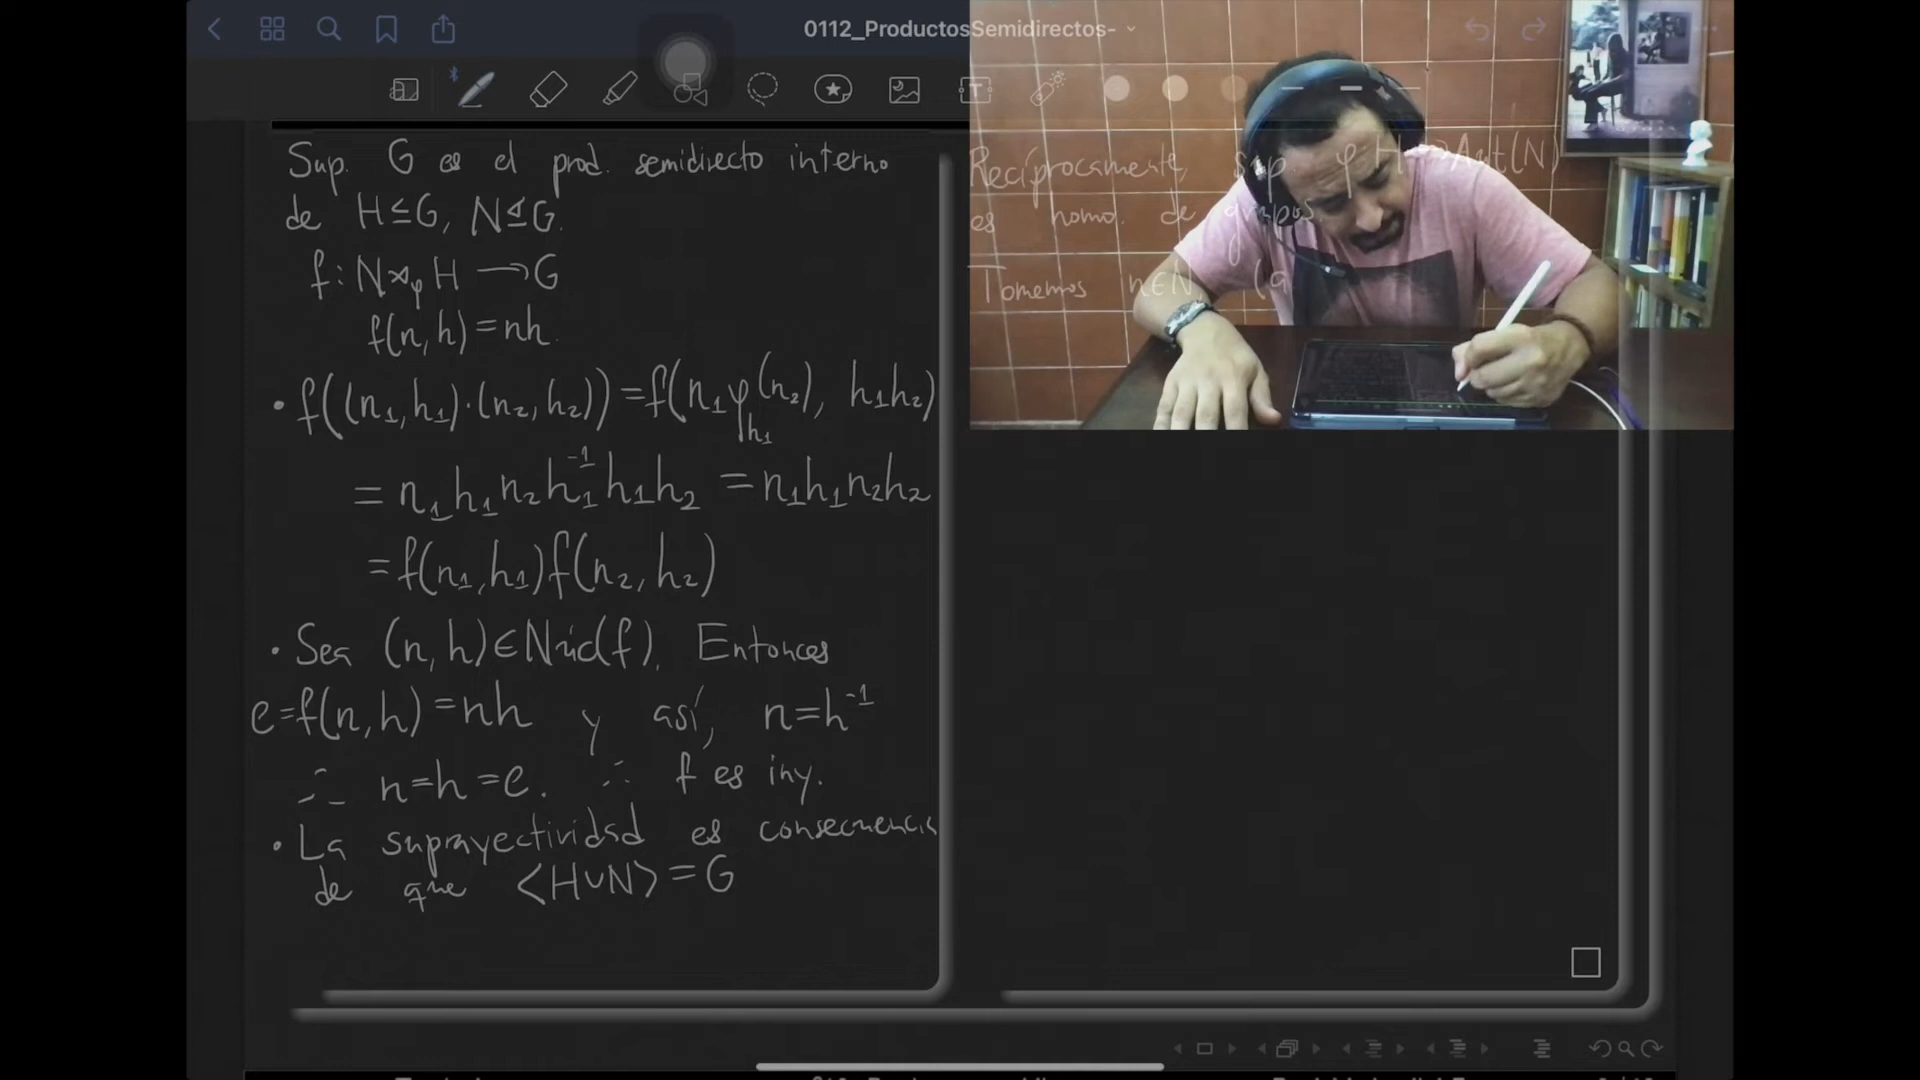 0112_ProductosSemidirectos-
Sup. G es el prod. semidirecto interno
de H≤G, N⊴G.
f: N⋊φ H → G
f(n,h)=nh.
• f((n₁,h₁)·(n₂,h₂))=f(n₁φ_h₁(n₂), h₁h₂)
= n₁h₁n₂h₁⁻¹h₁h₂ = n₁h₁n₂h₂
= f(n₁,h₁)f(n₂,h₂)
• Sea (n,h)∈Núc(f). Entonces
e=f(n,h)=nh y así, n=h⁻¹
∴ n=h=e. ∴ f es iny.
• La suprayectividad es consecuencia
de que <H∪N>=G
Recíprocamente, sup φ: H→Aut(N)
es homo. de grupos
Tomemos n∈N (a